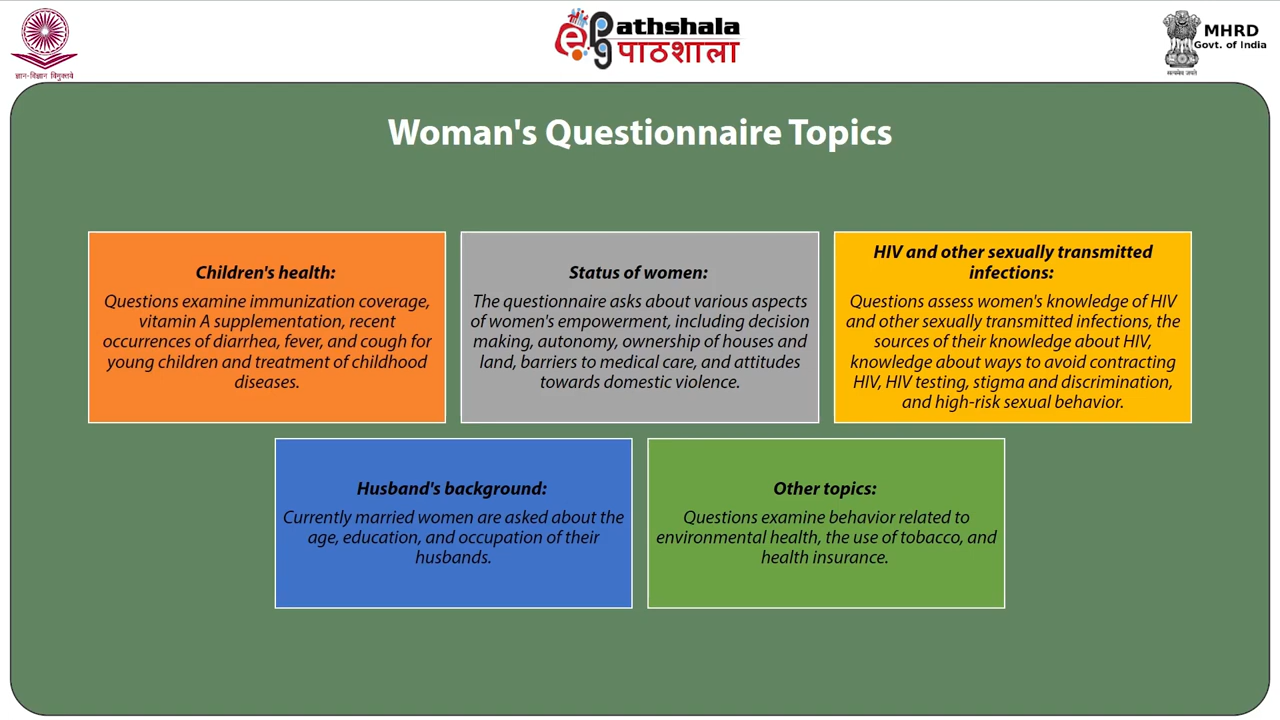 ज्ञान-विज्ञान विमुक्तये
ePathshala
पाठशाला
MHRD
Govt. of India
सत्यमेव जयते
Woman's Questionnaire Topics
Children's health:
Questions examine immunization coverage,
vitamin A supplementation, recent
occurrences of diarrhea, fever, and cough for
young children and treatment of childhood
diseases.
Status of women:
The questionnaire asks about various aspects
of women's empowerment, including decision
making, autonomy, ownership of houses and
land, barriers to medical care, and attitudes
towards domestic violence.
HIV and other sexually transmitted
infections:
Questions assess women's knowledge of HIV
and other sexually transmitted infections, the
sources of their knowledge about HIV,
knowledge about ways to avoid contracting
HIV, HIV testing, stigma and discrimination,
and high-risk sexual behavior.
Husband's background:
Currently married women are asked about the
age, education, and occupation of their
husbands.
Other topics:
Questions examine behavior related to
environmental health, the use of tobacco, and
health insurance.